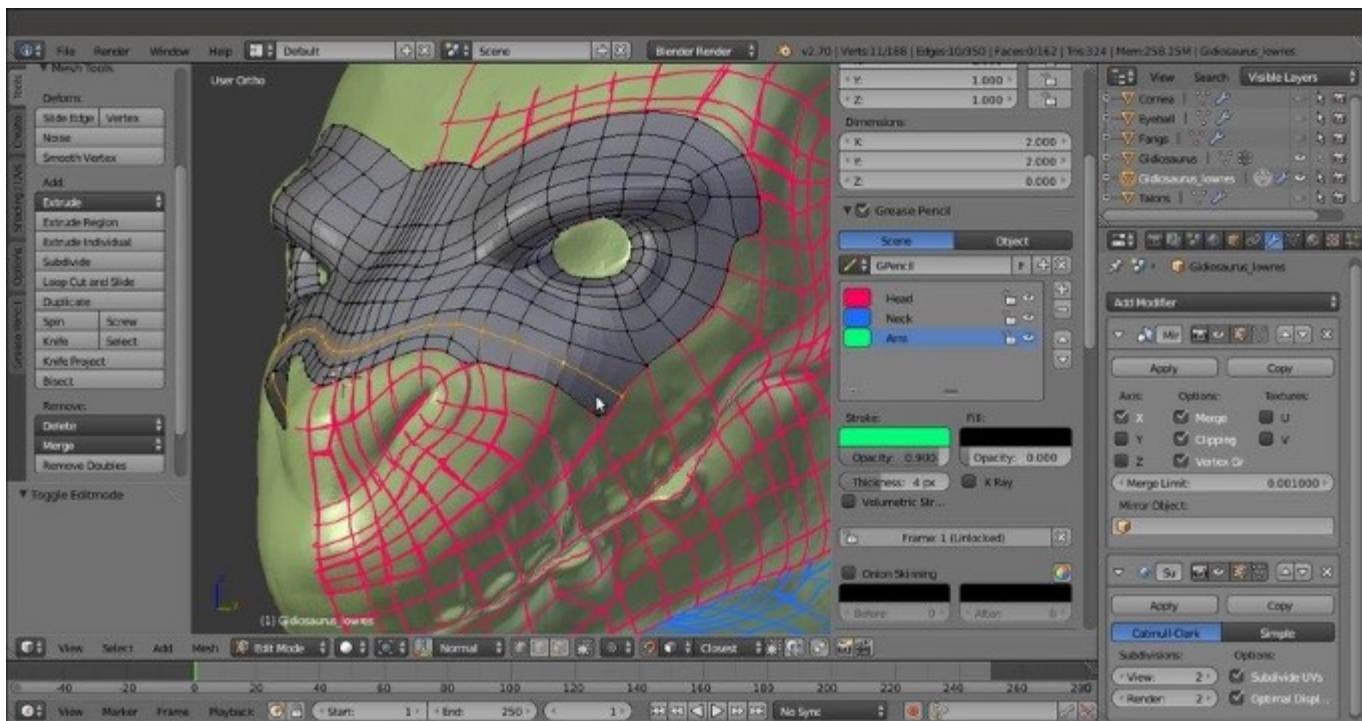 File Render Window Help Default Scene Blender Render v2.70 | Verts:11/188 | Edges:10/350 | Faces:0/162 | Tris:324 | Mem:258.25M | Gidiosaurus_lowres
Mesh Tools
User Ortho
Tools
Create
Shading / UVs
Options
Grease Pencil
Deform:
Slide Edge Vertex
Noise
Smooth Vertex
Add:
Extrude
Extrude Region
Extrude Individual
Subdivide
Loop Cut and Slide
Duplicate
Spin Screw
Knife Select
Knife Project
Bisect
Remove:
Delete
Merge
Remove Doubles
Toggle Editmode
(1) Gidiosaurus_lowres
Y: 1.000
Z: 1.000
Dimensions:
X: 2.000
Y: 2.000
Z: 0.000
Grease Pencil
Scene Object
GPencil F
Head
Neck
Arm
Stroke: Fill:
Opacity: 0.900 Opacity: 0.000
Thickness: 4 px X Ray
Volumetric Str...
Frame: 1 (Unlocked)
Onion Skinning
Before: 0 After: 0
View Search Visible Layers
Cornea
Eyeball
Fangs
Gidiosaurus
Gidiosaurus_lowres
Talons
Gidiosaurus_lowres
Add Modifier
Mir
Apply Copy
Axis: Options: Textures:
X Merge U
Y Clipping V
Z Vertex Gr
Merge Limit: 0.001000
Mirror Object:
Su
Apply Copy
Catmull-Clark Simple
Subdivisions: Options:
View: 2 Subdivide UVs
Render: 2 Optimal Displ...
View Select Add Mesh Edit Mode Normal Closest
-40 -20 0 20 40 60 80 100 120 140 160 180 200 220 240 260 280
View Marker Frame Playback Start: 1 End: 250 1 No Sync